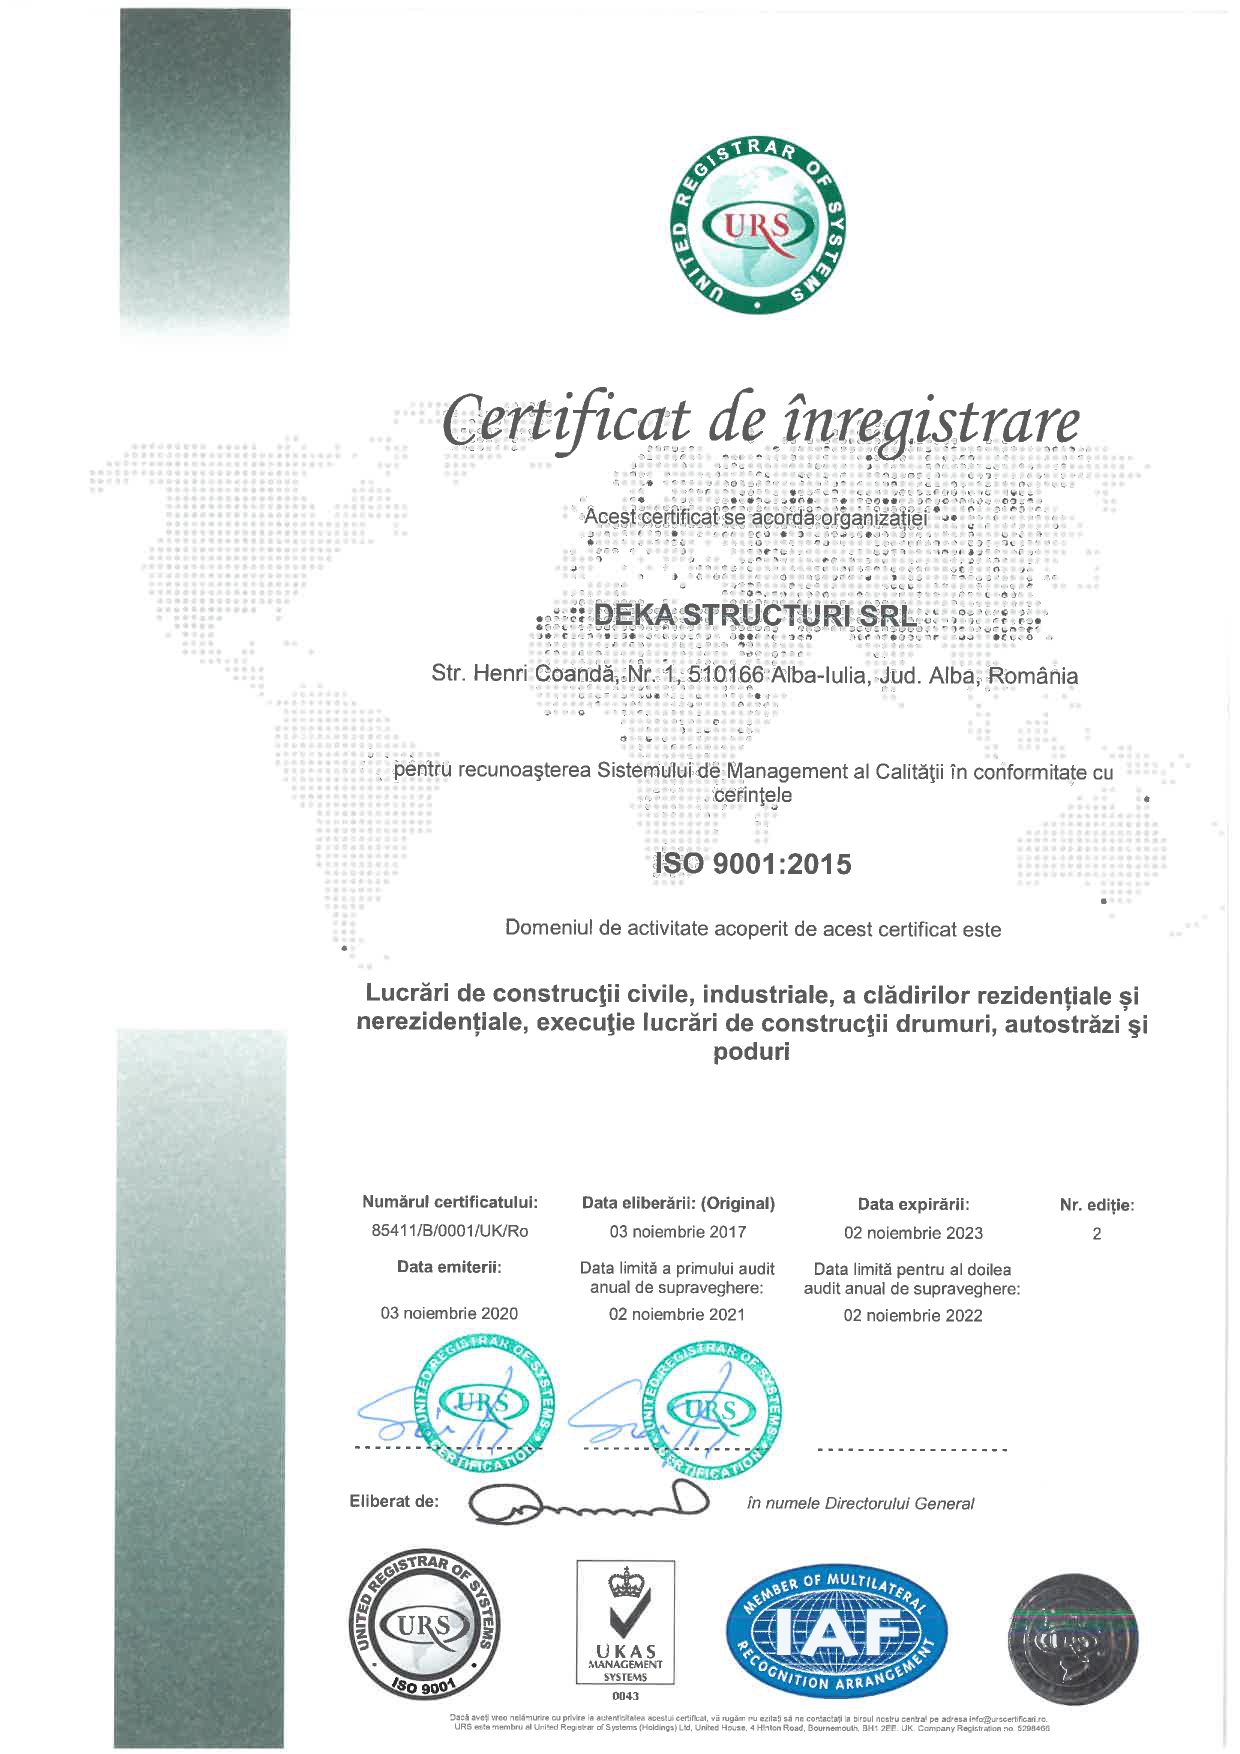 UNITED REGISTRAR OF SYSTEMS
URS
Certificat de înregistrare
Acest certificat se acordă organizaţiei
DEKA STRUCTURI SRL
Str. Henri Coandă, Nr. 1, 510166 Alba-Iulia, Jud. Alba, România
pentru recunoaşterea Sistemului de Management al Calităţii în conformitate cu
cerinţele
ISO 9001:2015
Domeniul de activitate acoperit de acest certificat este
Lucrări de construcţii civile, industriale, a clădirilor rezidențiale și
nerezidențiale, execuţie lucrări de construcţii drumuri, autostrăzi şi
poduri
Numărul certificatului: Data eliberării: (Original) Data expirării: Nr. ediție:
85411/B/0001/UK/Ro 03 noiembrie 2017 02 noiembrie 2023 2
Data emiterii: Data limită a primului audit Data limită pentru al doilea
anual de supraveghere: audit anual de supraveghere:
03 noiembrie 2020 02 noiembrie 2021 02 noiembrie 2022
UNITED REGISTRAR OF SYSTEMS
URS
CERTIFICATION
UNITED REGISTRAR OF SYSTEMS
URS
CERTIFICATION
Eliberat de: în numele Directorului General
UNITED REGISTRAR OF SYSTEMS
URS
ISO 9001
UKAS
MANAGEMENT
SYSTEMS
0043
MEMBER OF MULTILATERAL
IAF
RECOGNITION ARRANGEMENT
URS
Dacă aveţi vreo nelămurire cu privire la autenticitatea acestui certificat, vă rugăm nu ezitaţi să ne contactaţi la biroul nostru central pe adresa info@urscertificari.ro.
URS este membru al United Registrar of Systems (Holdings) Ltd, United House, 4 Hinton Road, Bournemouth, BH1 2EE. UK. Company Registration no. 5298466